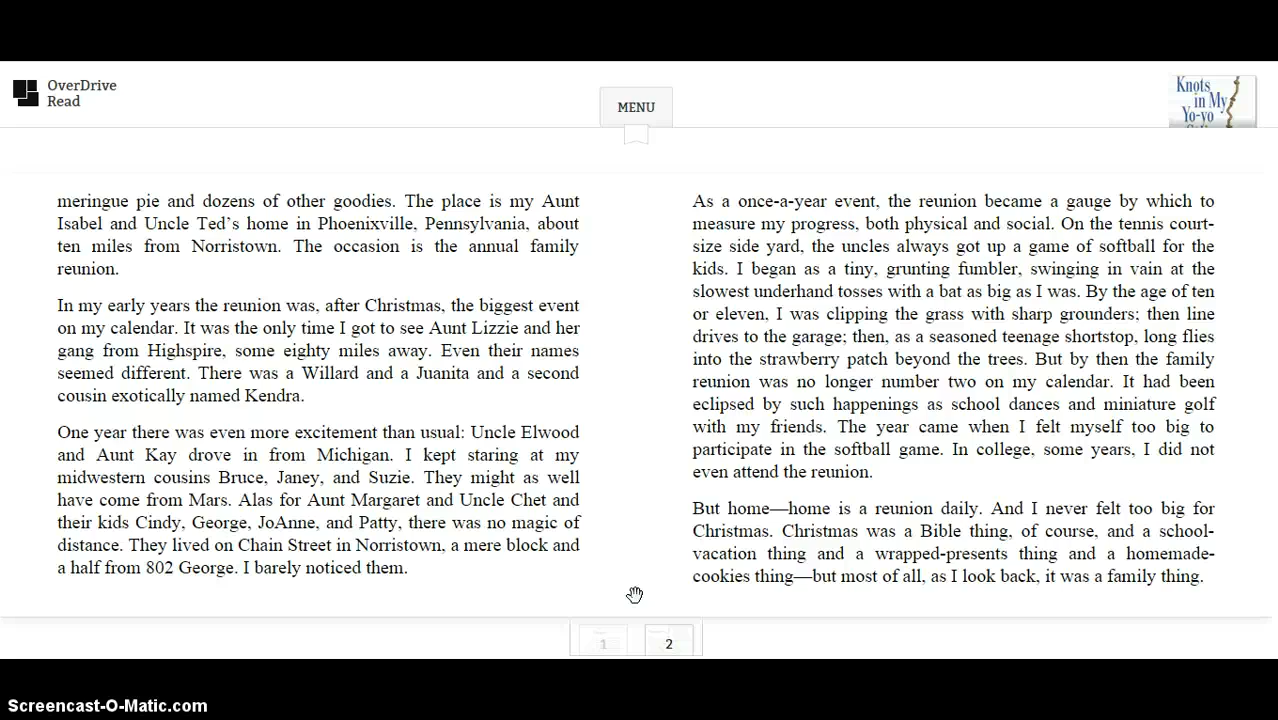 OverDrive
Read
MENU
Knots
in My
Yo-yo
meringue pie and dozens of other goodies. The place is my Aunt
Isabel and Uncle Ted’s home in Phoenixville, Pennsylvania, about
ten miles from Norristown. The occasion is the annual family
reunion.
In my early years the reunion was, after Christmas, the biggest event
on my calendar. It was the only time I got to see Aunt Lizzie and her
gang from Highspire, some eighty miles away. Even their names
seemed different. There was a Willard and a Juanita and a second
cousin exotically named Kendra.
One year there was even more excitement than usual: Uncle Elwood
and Aunt Kay drove in from Michigan. I kept staring at my
midwestern cousins Bruce, Janey, and Suzie. They might as well
have come from Mars. Alas for Aunt Margaret and Uncle Chet and
their kids Cindy, George, JoAnne, and Patty, there was no magic of
distance. They lived on Chain Street in Norristown, a mere block and
a half from 802 George. I barely noticed them.
As a once-a-year event, the reunion became a gauge by which to
measure my progress, both physical and social. On the tennis court-
size side yard, the uncles always got up a game of softball for the
kids. I began as a tiny, grunting fumbler, swinging in vain at the
slowest underhand tosses with a bat as big as I was. By the age of ten
or eleven, I was clipping the grass with sharp grounders; then line
drives to the garage; then, as a seasoned teenage shortstop, long flies
into the strawberry patch beyond the trees. But by then the family
reunion was no longer number two on my calendar. It had been
eclipsed by such happenings as school dances and miniature golf
with my friends. The year came when I felt myself too big to
participate in the softball game. In college, some years, I did not
even attend the reunion.
But home—home is a reunion daily. And I never felt too big for
Christmas. Christmas was a Bible thing, of course, and a school-
vacation thing and a wrapped-presents thing and a homemade-
cookies thing—but most of all, as I look back, it was a family thing.
1
2
Screencast-O-Matic.com